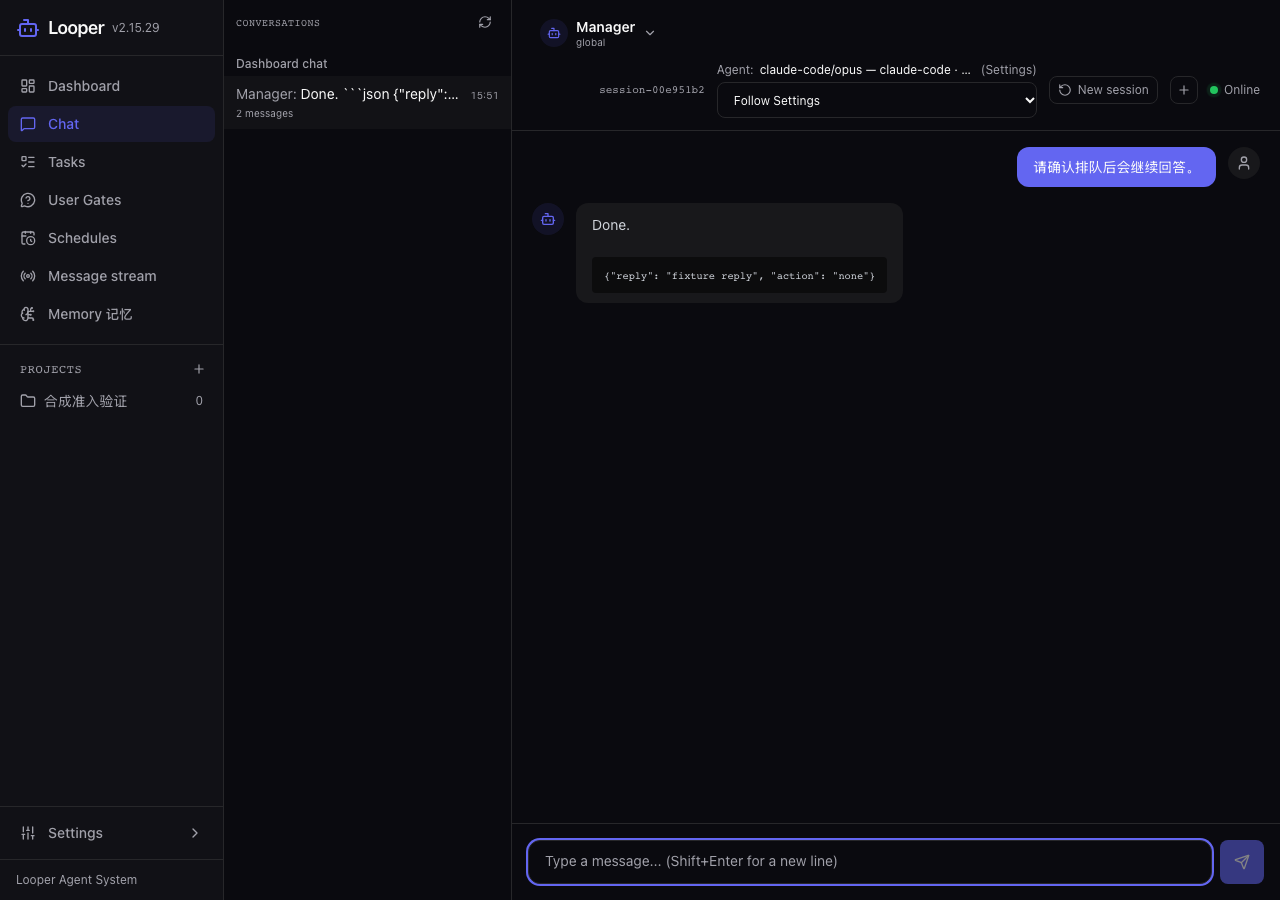 Looper v2.15.29
Dashboard
Chat
Tasks
User Gates
Schedules
Message stream
Memory 记忆
PROJECTS
合成准入验证 0
Settings
Looper Agent System
CONVERSATIONS
Dashboard chat
Manager: Done. ```json {"reply":... 15:51
2 messages
Manager
global
session-00e951b2
Agent: claude-code/opus — claude-code · ... (Settings)
Follow Settings
New session
Online
请确认排队后会继续回答。
Done.
{"reply": "fixture reply", "action": "none"}
Type a message... (Shift+Enter for a new line)